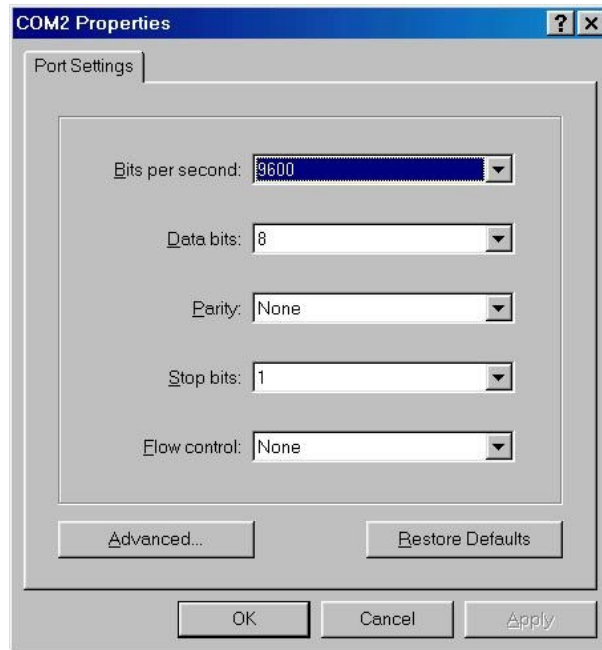 COM2 Properties
Port Settings
Bits per second: 9600
Data bits: 8
Parity: None
Stop bits: 1
Flow control: None
Advanced... Restore Defaults
OK Cancel Apply